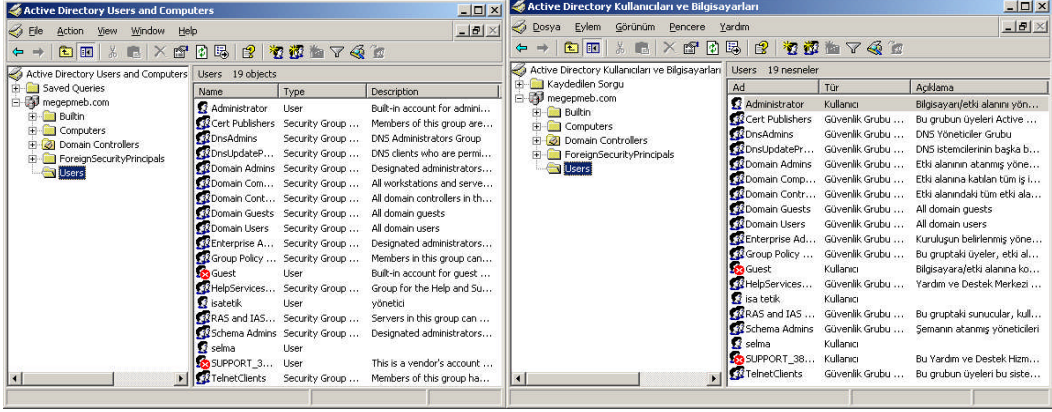 Active Directory Users and Computers
File Action View Window Help
Active Directory Users and Computers
Saved Queries
megepmeb.com
Builtin
Computers
Domain Controllers
ForeignSecurityPrincipals
Users
Users 19 objects
Name Type Description
Administrator User Built-in account for admini...
Cert Publishers Security Group ... Members of this group are...
DnsAdmins Security Group ... DNS Administrators Group
DnsUpdateP... Security Group ... DNS clients who are permi...
Domain Admins Security Group ... Designated administrators...
Domain Com... Security Group ... All workstations and serve...
Domain Cont... Security Group ... All domain controllers in th...
Domain Guests Security Group ... All domain guests
Domain Users Security Group ... All domain users
Enterprise A... Security Group ... Designated administrators...
Group Policy ... Security Group ... Members in this group can...
Guest User Built-in account for guest ...
HelpServices... Security Group ... Group for the Help and Su...
isatetik User yönetici
RAS and IAS... Security Group ... Servers in this group can ...
Schema Admins Security Group ... Designated administrators...
selma User
SUPPORT_3... User This is a vendor's account ...
TelnetClients Security Group ... Members of this group ha...
Active Directory Kullanıcıları ve Bilgisayarları
Dosya Eylem Görünüm Pencere Yardım
Active Directory Kullanıcıları ve Bilgisayarları
Kaydedilen Sorgu
megepmeb.com
Builtin
Computers
Domain Controllers
ForeignSecurityPrincipals
Users
Users 19 nesneler
Ad Tür Açıklama
Administrator Kullanıcı Bilgisayarı/etki alanını yön...
Cert Publishers Güvenlik Grubu ... Bu grubun üyeleri Active ...
DnsAdmins Güvenlik Grubu ... DNS Yöneticiler Grubu
DnsUpdatePr... Güvenlik Grubu ... DNS istemcilerinin başka b...
Domain Admins Güvenlik Grubu ... Etki alanının atanmış yöne...
Domain Comp... Güvenlik Grubu ... Etki alanına katılan tüm iş i...
Domain Contr... Güvenlik Grubu ... Etki alanındaki tüm etki ala...
Domain Guests Güvenlik Grubu ... All domain guests
Domain Users Güvenlik Grubu ... All domain users
Enterprise Ad... Güvenlik Grubu ... Kuruluşun belirlenmiş yöne...
Group Policy ... Güvenlik Grubu ... Bu gruptaki üyeler, etki al...
Guest Kullanıcı Bilgisayara/etki alanına ko...
HelpServices... Güvenlik Grubu ... Yardım ve Destek Merkezi ...
isa tetik Kullanıcı
RAS and IAS ... Güvenlik Grubu ... Bu gruptaki sunucular, kull...
Schema Admins Güvenlik Grubu ... Şemanın atanmış yöneticileri
selma Kullanıcı
SUPPORT_38... Kullanıcı Bu Yardım ve Destek Hizm...
TelnetClients Güvenlik Grubu ... Bu grubun üyeleri bu siste...